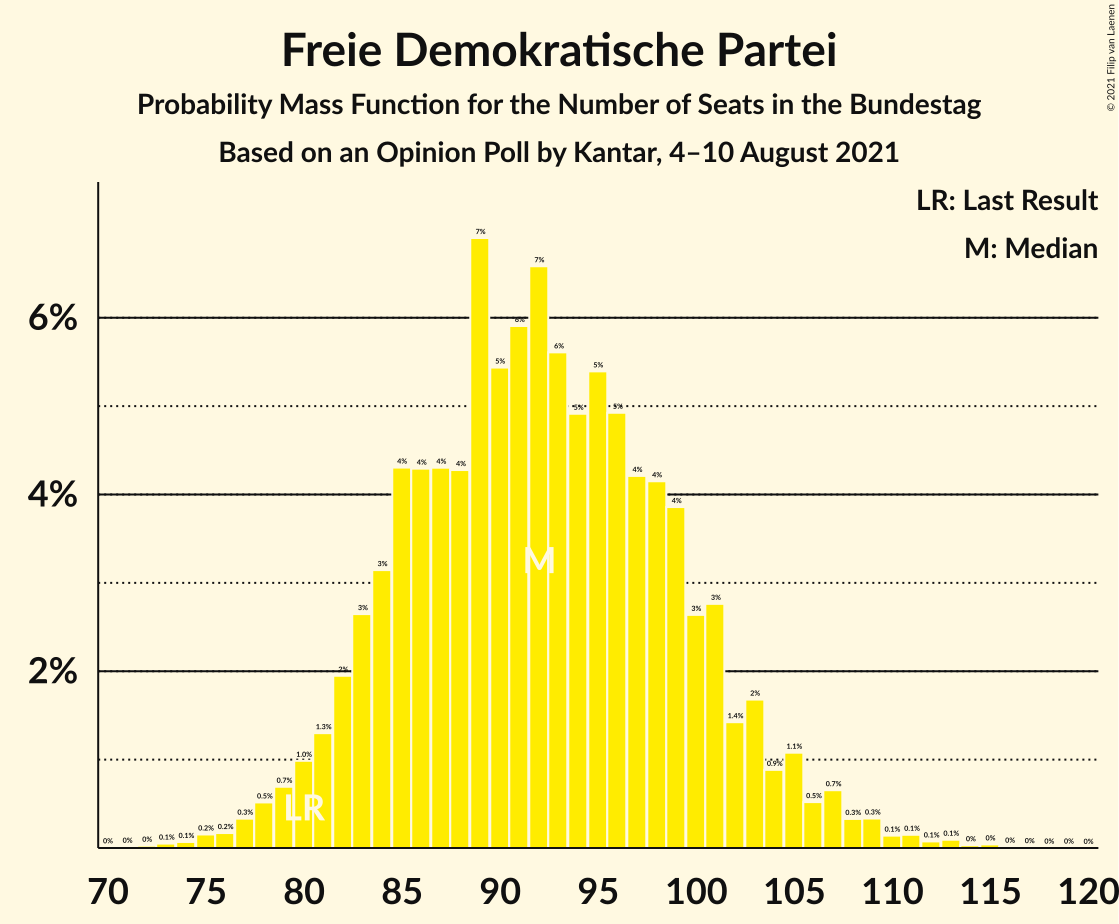 Freie Demokratische Partei
Probability Mass Function for the Number of Seats in the Bundestag
Based on an Opinion Poll by Kantar, 4–10 August 2021
© 2021 Filip van Laenen
LR: Last Result
M: Median
6%
4%
2%
0% 0% 0% 0.1% 0.1% 0.2% 0.2% 0.3% 0.5% 0.7% 1.0% 1.3% 2% 3% 3% 4% 4% 4% 4% 7% 5% 6% 7% 6% 5% 5% 5% 4% 4% 4% 3% 3% 1.4% 2% 0.9% 1.1% 0.5% 0.7% 0.3% 0.3% 0.1% 0.1% 0.1% 0.1% 0% 0% 0% 0% 0% 0% 0%
M
LR
70 75 80 85 90 95 100 105 110 115 120